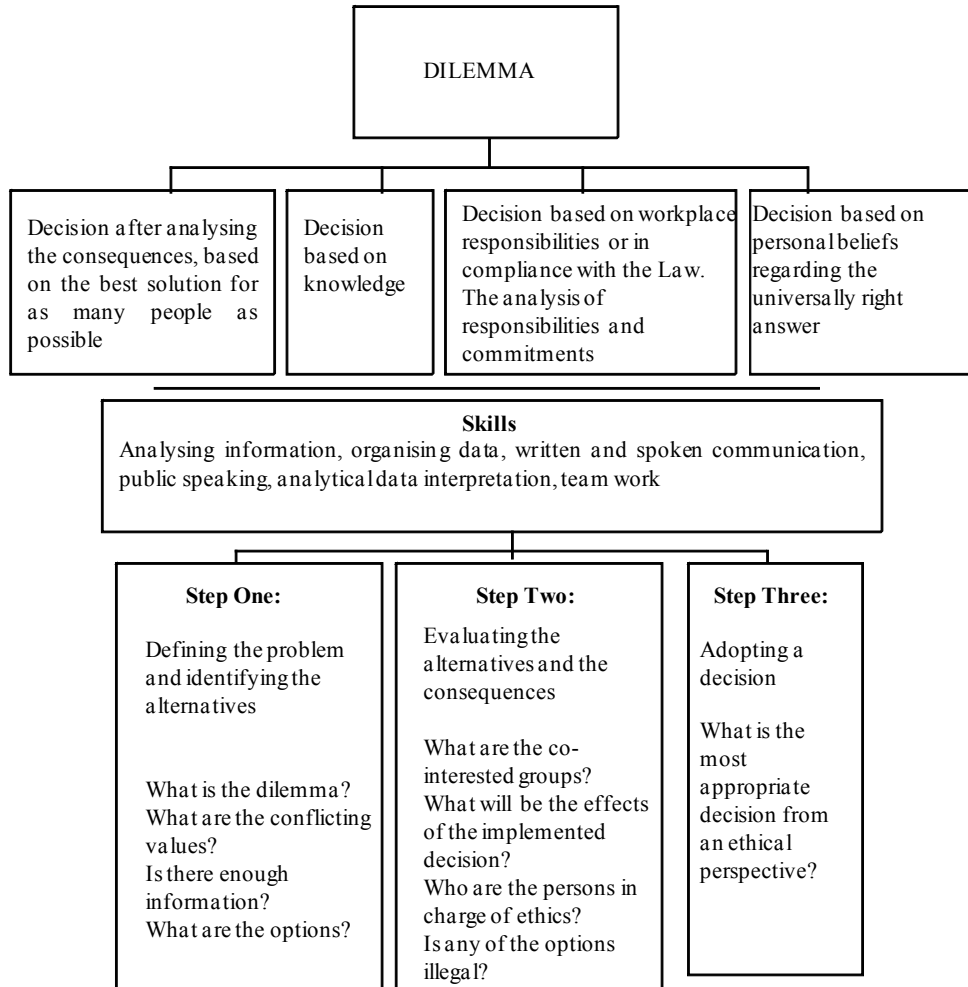 DILEMMA
Decision after analysing
the consequences, based
on the best solution for
as many people as
possible
Decision
based on
knowledge
Decision based on workplace
responsibilities or in
compliance with the Law.
The analysis of
responsibilities and
commitments
Decision based on
personal beliefs
regarding the
universally right
answer
Skills
Analysing information, organising data, written and spoken communication,
public speaking, analytical data interpretation, team work
Step One:
Defining the problem
and identifying the
alternatives
What is the dilemma?
What are the conflicting
values?
Is there enough
information?
What are the options?
Step Two:
Evaluating the
alternatives and the
consequences
What are the co-
interested groups?
What will be the effects
of the implemented
decision?
Who are the persons in
charge of ethics?
Is any of the options
illegal?
Step Three:
Adopting a
decision
What is the
most
appropriate
decision from
an ethical
perspective?